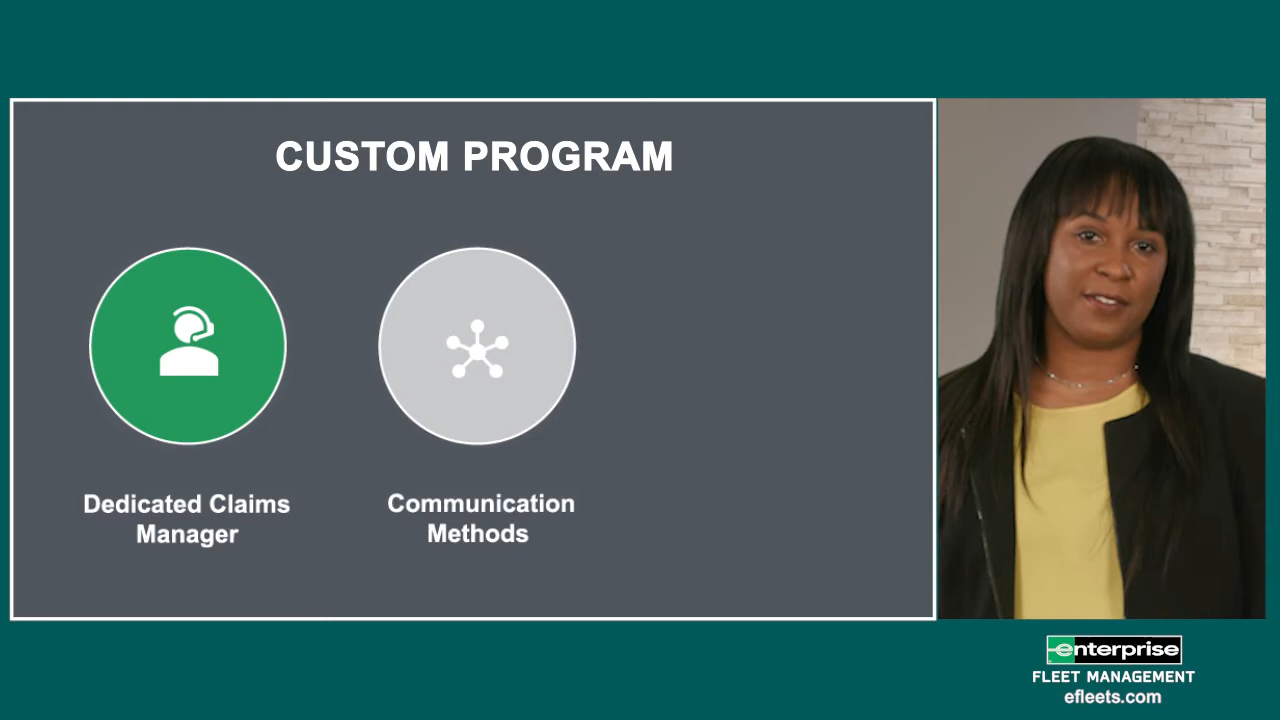 CUSTOM PROGRAM
Dedicated Claims
Manager
Communication
Methods
enterprise
FLEET MANAGEMENT
efleets.com